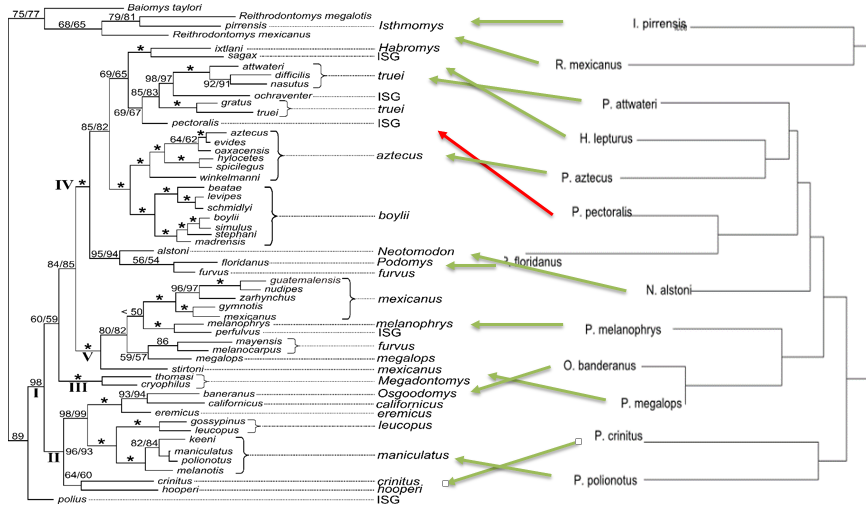 Baiomys taylori
75/77
79/81
Reithrodontomys megalotis
68/65
pirrensis
Isthmomys
Reithrodontomys mexicanus
*
ixtlani
Habromys
sagax
ISG
69/65
*
attwateri
98/97
difficilis
truei
92/91
nasutus
85/83
ochraventer
ISG
*
gratus
truei
69/67
truei
pectoralis
ISG
85/82
*
aztecus
64/62
evides
*
oaxacensis
*
hylocetes
aztecus
*
spicilegus
winkelmanni
IV
*
*
*
beatae
*
levipes
schmidlyi
*
boylii
boylii
*
*
simulus
stephani
madrensis
95/94
alstoni
Neotomodon
56/54
floridanus
Podomys
furvus
furvus
84/85
*
guatemalensis
96/97
nudipes
zarhynchus
mexicanus
*
gymnotis
< 50
*
mexicanus
60/59
80/82
*
melanophrys
melanophrys
perfulvus
ISG
86
mayensis
furvus
*
V
59/57
melanocarpus
megalops
megalops
stirtoni
mexicanus
98
*
III
thomasi
Megadontomys
cryophilus
I
93/94
baneranus
Osgoodomys
*
californicus
californicus
98/99
eremicus
eremicus
*
gossypinus
leucopus
leucopus
89
*
keeni
82/84
maniculatus
maniculatus
II
96/93
*
polionotus
melanotis
64/60
crinitus
crinitus
hooperi
hooperi
polius
ISG
I. pirrensis
R. mexicanus
P. attwateri
H. lepturus
P. aztecus
P. pectoralis
floridanus
N. alstoni
P. melanophrys
O. banderanus
P. megalops
P. crinitus
P. polionotus